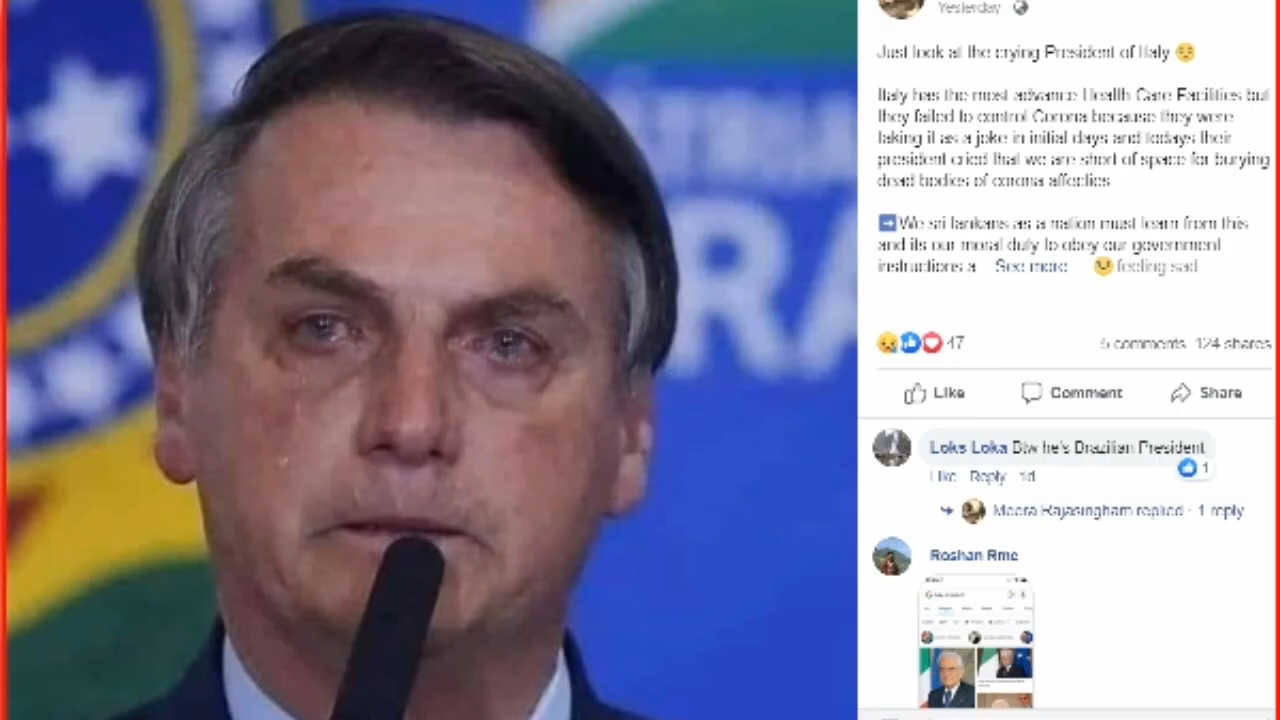 RA
Yesterday
Just look at the crying President of Italy
Italy has the most advance Health Care Facilities but
they failed to control Corona because they were
taking it as a joke in initial days and todays their
president cried that we are short of space for burying
dead bodies of corona affecties
We sri lankans as a nation must learn from this
and its our moral duty to obey our government
instructions a See more feeling sad
47 5 comments 124 shares
Like Comment Share
Loks Loka Btw he's Brazilian President
1
Like Reply 1d
Meera Rajasingham replied · 1 reply
Roshan Rme